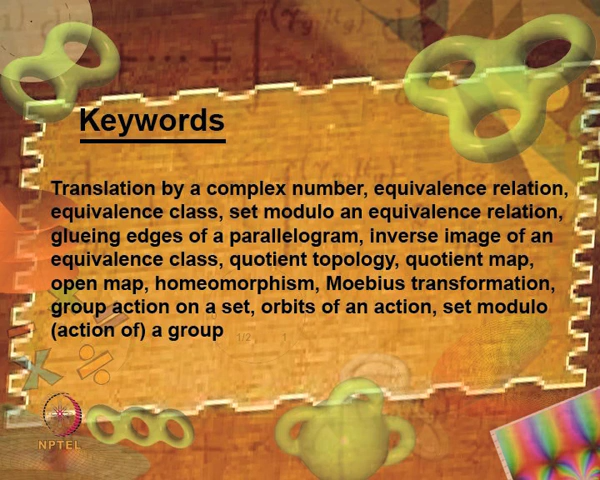 Keywords
Translation by a complex number, equivalence relation,
equivalence class, set modulo an equivalence relation,
glueing edges of a parallelogram, inverse image of an
equivalence class, quotient topology, quotient map,
open map, homeomorphism, Moebius transformation,
group action on a set, orbits of an action, set modulo
(action of) a group
NPTEL